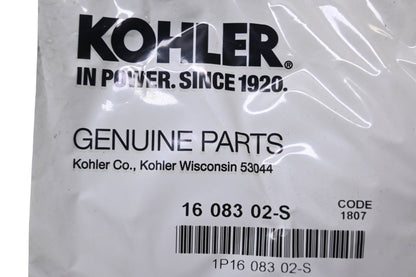 KOHLER®
IN POWER. SINCE 1920.
GENUINE PARTS
Kohler Co., Kohler Wisconsin 53044
16 083 02-S
CODE
1807
1P16 083 02-S